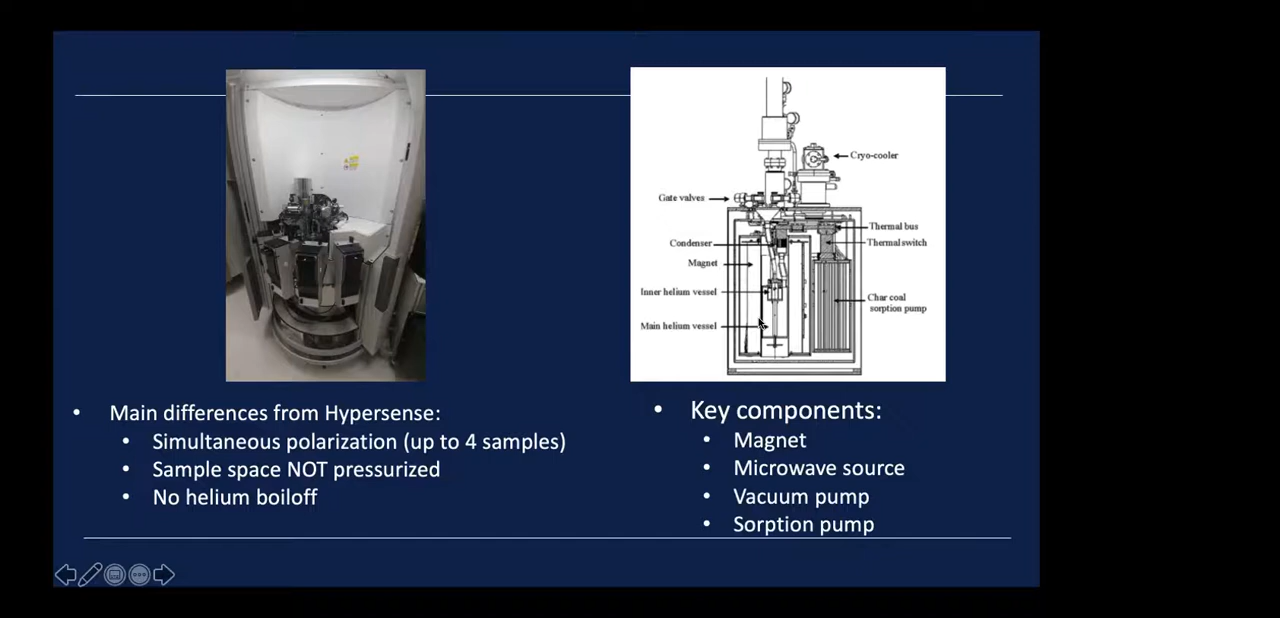 Cryo-cooler
Gate valves
Thermal bus
Condenser
Thermal switch
Magnet
Inner helium vessel
Char coal
sorption pump
Main helium vessel
• Main differences from Hypersense:
• Simultaneous polarization (up to 4 samples)
• Sample space NOT pressurized
• No helium boiloff
• Key components:
• Magnet
• Microwave source
• Vacuum pump
• Sorption pump